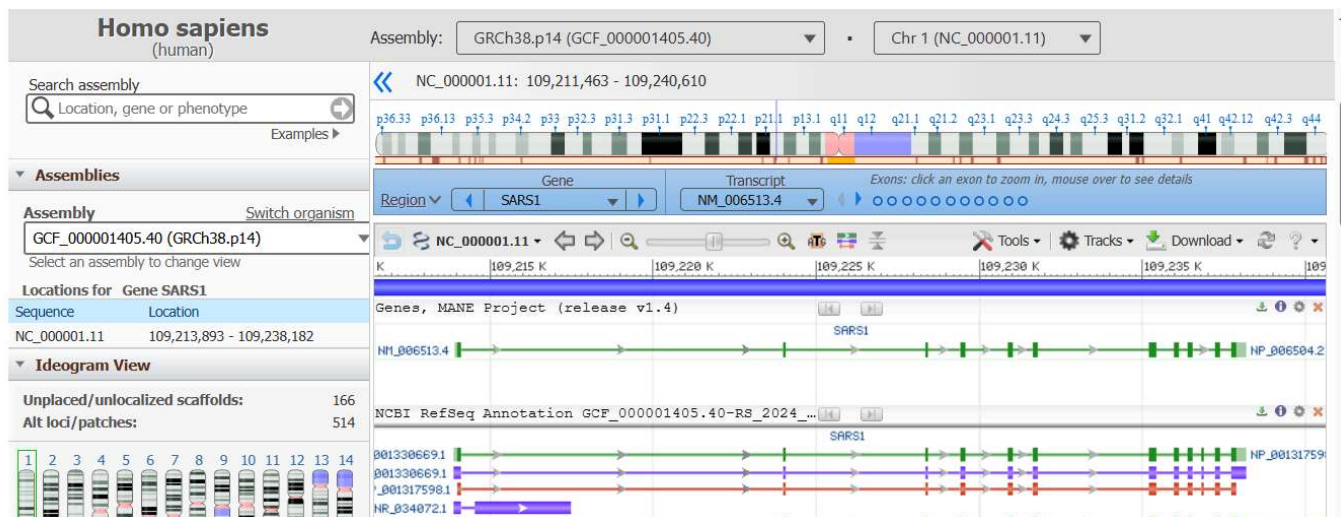 Homo sapiens
(human)
Assembly: GRCh38.p14 (GCF_000001405.40) • Chr 1 (NC_000001.11)
Search assembly
Location, gene or phenotype
Examples
Assemblies
Assembly Switch organism
GCF_000001405.40 (GRCh38.p14)
Select an assembly to change view
Locations for Gene SARS1
Sequence Location
NC_000001.11 109,213,893 - 109,238,182
Ideogram View
Unplaced/unlocalized scaffolds: 166
Alt loci/patches: 514
1 2 3 4 5 6 7 8 9 10 11 12 13 14
NC_000001.11: 109,211,463 - 109,240,610
p36.33 p36.13 p35.3 p34.2 p33 p32.3 p31.3 p31.1 p22.3 p22.1 p21.1 p13.1 q11 q12 q21.1 q21.2 q23.1 q23.3 q24.3 q25.3 q31.2 q32.1 q41 q42.12 q42.3 q44
Gene Transcript Exons: click an exon to zoom in, mouse over to see details
Region SARS1 NM_006513.4
NC_000001.11 Tools Tracks Download ?
K 109,215 K 109,220 K 109,225 K 109,230 K 109,235 K 109
Genes, MANE Project (release v1.4)
SARS1
NM_006513.4 NP_006504.2
NCBI RefSeq Annotation GCF_000001405.40-RS_2024_…
SARS1
0013306669.1 NP_00131759
0013306669.1
_001317598.1
NR_034072.1